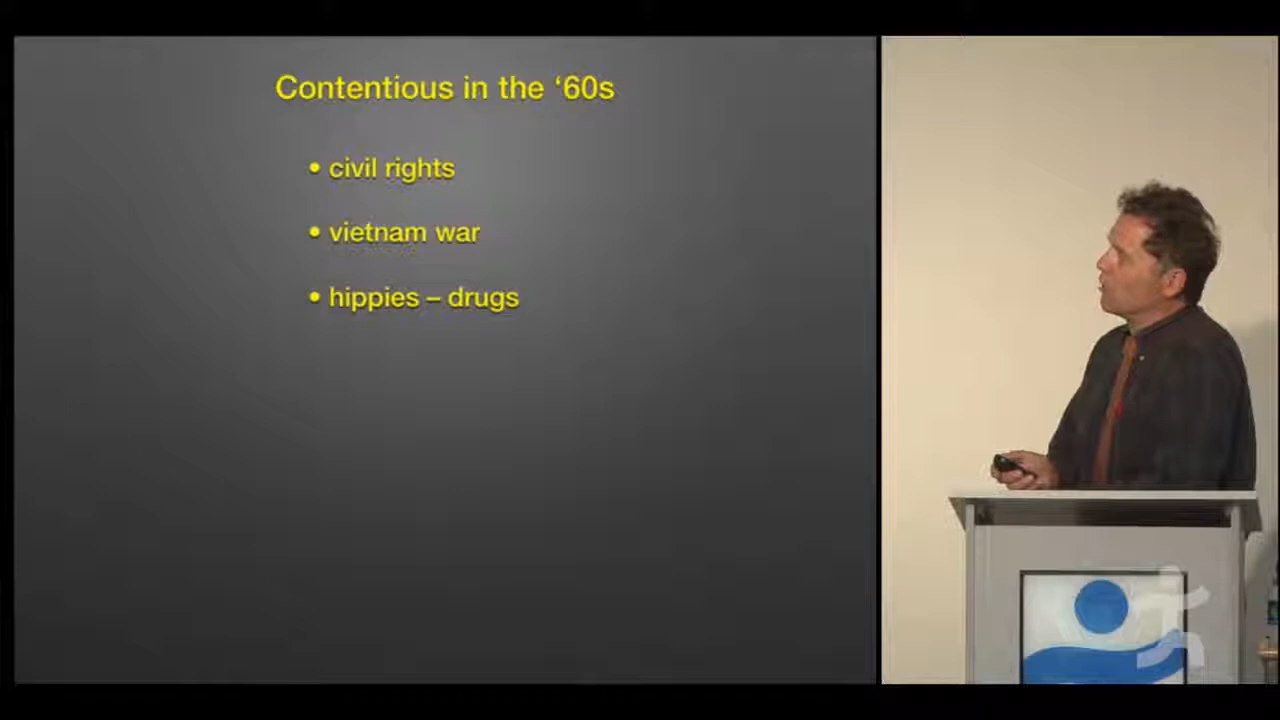 Contentious in the ‘60s
• civil rights
• vietnam war
• hippies – drugs